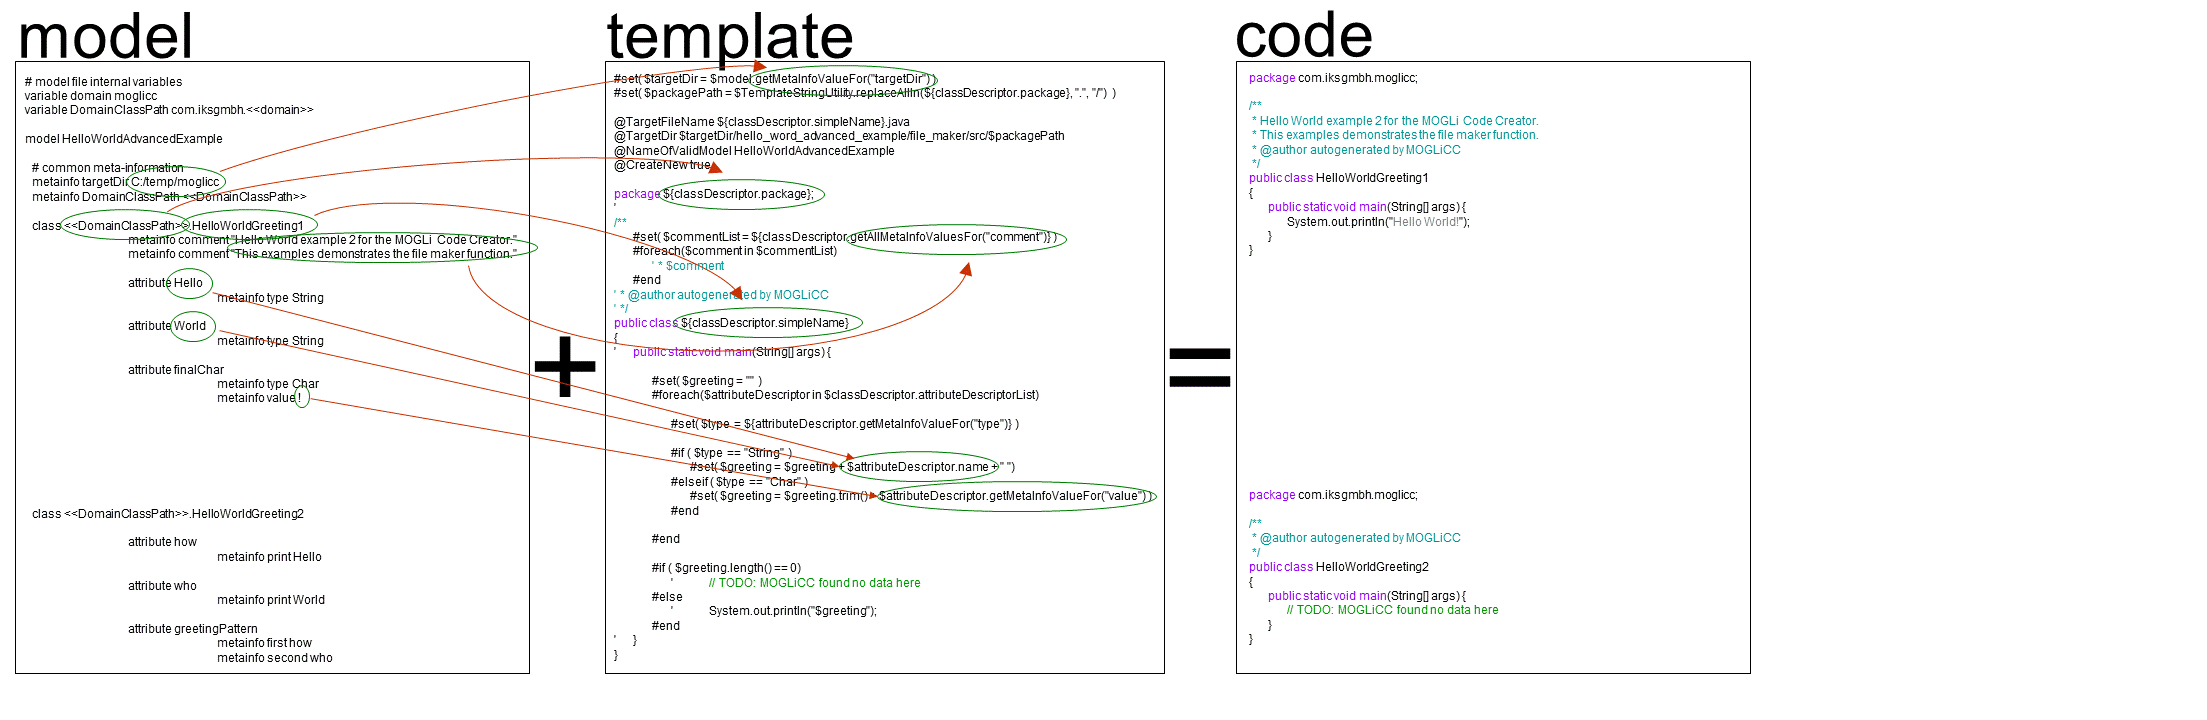 model
# model file internal variables
variable domain moglicc
variable DomainClassPath com.iksgmbh.<<domain>>
model HelloWorldAdvancedExample
# common meta-information
metainfo targetDir C:/temp/moglicc
metainfo DomainClassPath <<DomainClassPath>>
class <<DomainClassPath>>.HelloWorldGreeting1
metainfo comment "Hello World example 2 for the MOGLi Code Creator."
metainfo comment "This examples demonstrates the file maker function."
attribute Hello
metainfo type String
attribute World
metainfo type String
attribute finalChar
metainfo type Char
metainfo value !
class <<DomainClassPath>>.HelloWorldGreeting2
attribute how
metainfo print Hello
attribute who
metainfo print World
attribute greetingPattern
metainfo first how
metainfo second who
+
template
#set( $targetDir = $model.getMetaInfoValueFor("targetDir") )
#set( $packagePath = $TemplateStringUtility.replaceAllIn(${classDescriptor.package}, ".", "/") )
@TargetFileName ${classDescriptor.simpleName}.java
@TargetDir $targetDir/hello_word_advanced_example/file_maker/src/$packagePath
@NameOfValidModel HelloWorldAdvancedExample
@CreateNew true
package ${classDescriptor.package};
'
/**
#set( $commentList = ${classDescriptor.getAllMetaInfoValuesFor("comment")} )
#foreach($comment in $commentList)
' * $comment
#end
' * @author autogenerated by MOGLiCC
' */
public class ${classDescriptor.simpleName}
{
' public static void main(String[] args) {
#set( $greeting = "" )
#foreach($attributeDescriptor in $classDescriptor.attributeDescriptorList)
#set( $type = ${attributeDescriptor.getMetaInfoValueFor("type")} )
#if ( $type == "String" )
#set( $greeting = $greeting + $attributeDescriptor.name + " ")
#elseif ( $type == "Char" )
#set( $greeting = $greeting.trim() + $attributeDescriptor.getMetaInfoValueFor("value") )
#end
#end
#if ( $greeting.length() == 0)
' // TODO: MOGLiCC found no data here
#else
' System.out.println("$greeting");
#end
' }
}
=
code
package com.iksgmbh.moglicc;
/**
* Hello World example 2 for the MOGLi Code Creator.
* This examples demonstrates the file maker function.
* @author autogenerated by MOGLiCC
*/
public class HelloWorldGreeting1
{
public static void main(String[] args) {
System.out.println("Hello World!");
}
}
package com.iksgmbh.moglicc;
/**
* @author autogenerated by MOGLiCC
*/
public class HelloWorldGreeting2
{
public static void main(String[] args) {
// TODO: MOGLiCC found no data here
}
}